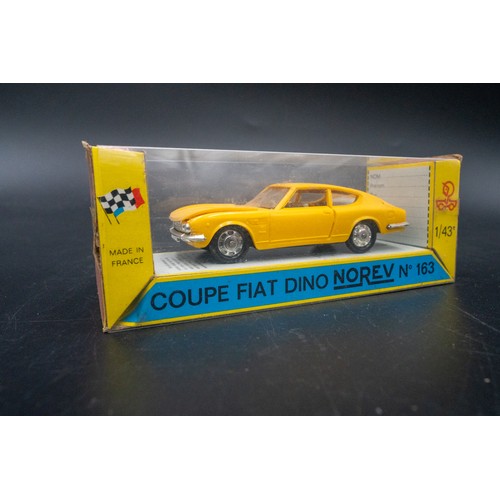 MADE IN
FRANCE
1/43e
COUPE FIAT DINO NOREV N° 163